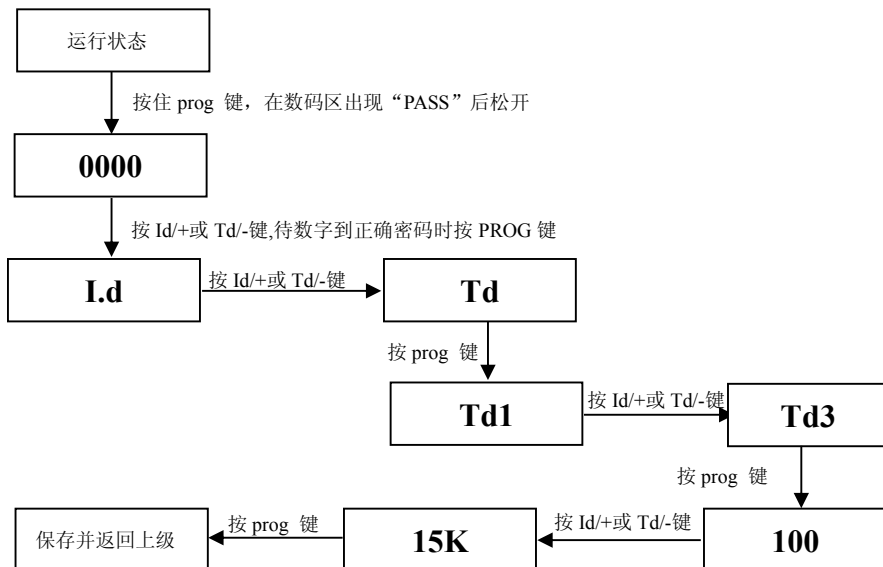 运行状态
按住 prog 键，在数码区出现“PASS”后松开
0000
按 Id/+或 Td/-键,待数字到正确密码时按 PROG 键
I.d
按 Id/+或 Td/-键
Td
按 prog 键
Td1
按 Id/+或 Td/-键
Td3
按 prog 键
100
按 Id/+或 Td/-键
15K
按 prog 键
保存并返回上级